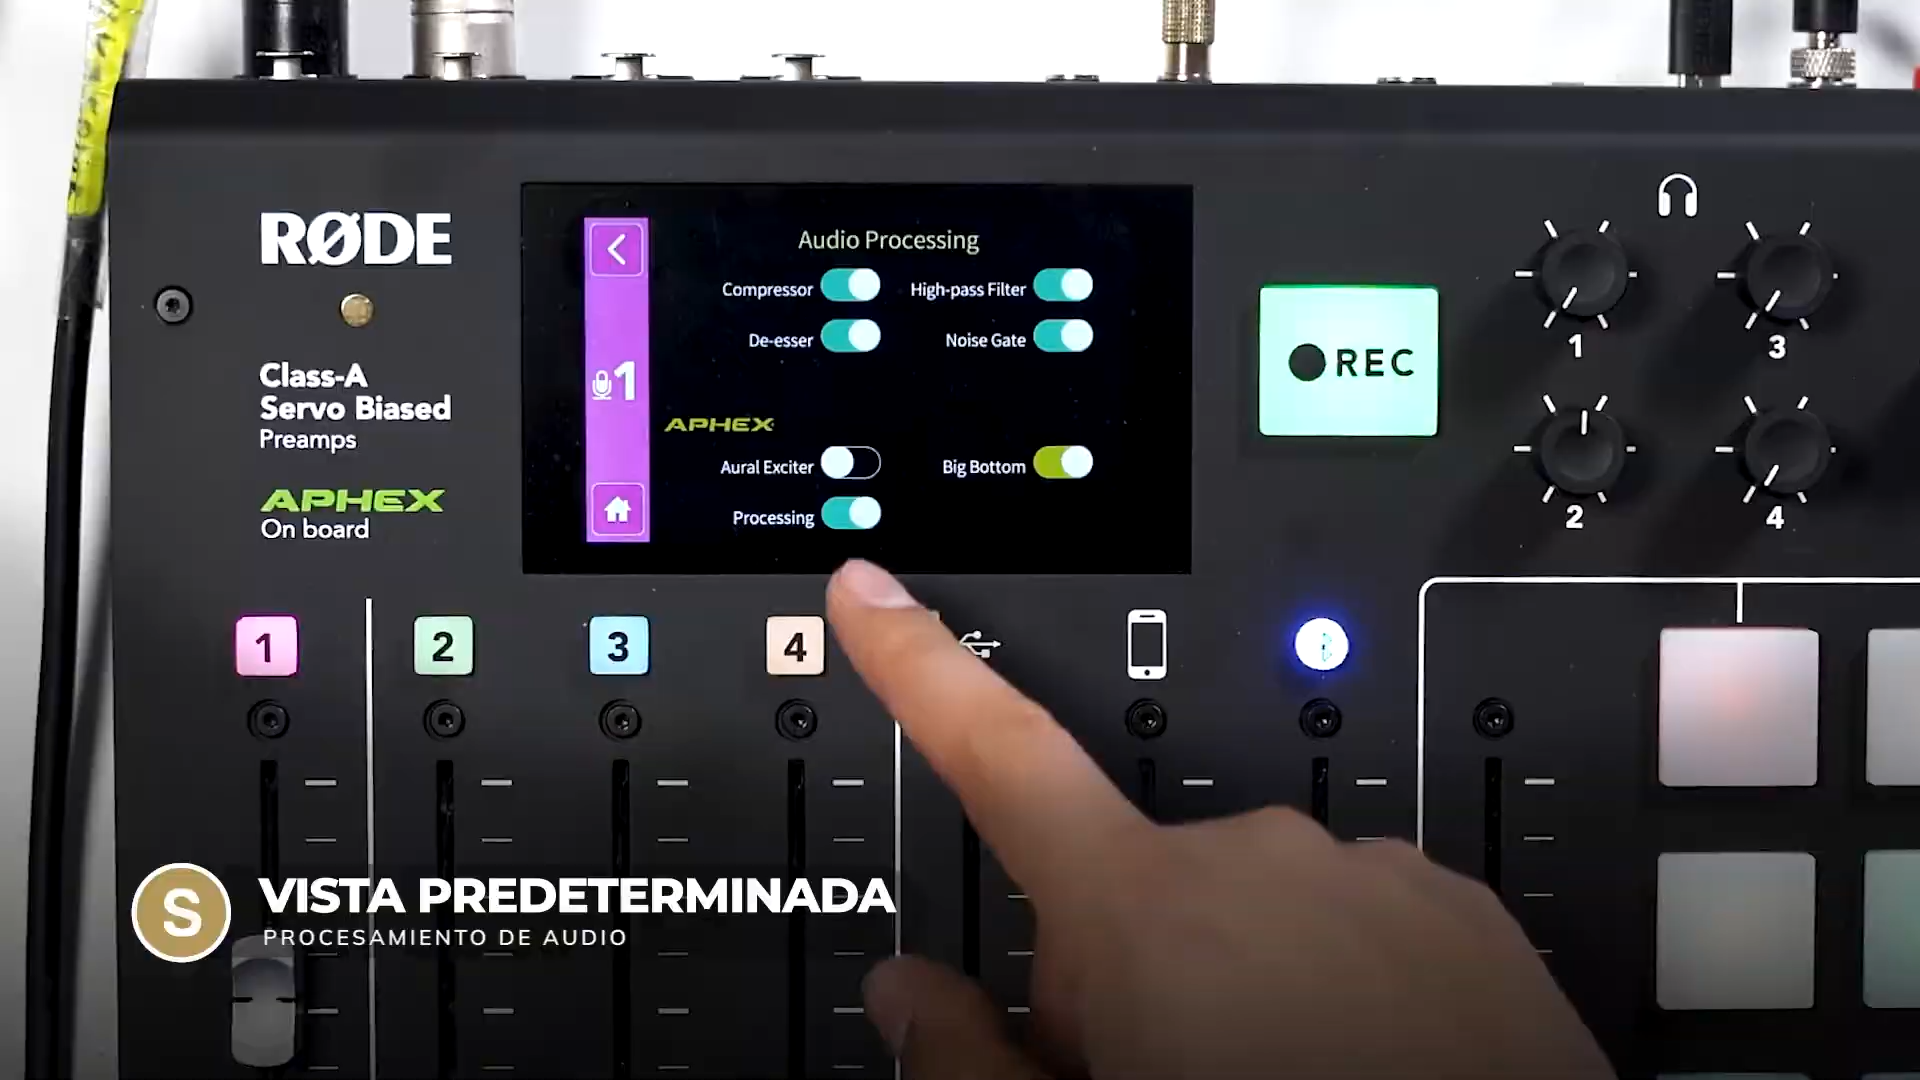 RØDE
Class-A
Servo Biased
Preamps
APHEX
On board
Audio Processing
Compressor
High-pass Filter
De-esser
Noise Gate
1
APHEX
Aural Exciter
Big Bottom
Processing
REC
1
3
2
4
1
2
3
4
S
VISTA PREDETERMINADA
PROCESAMIENTO DE AUDIO